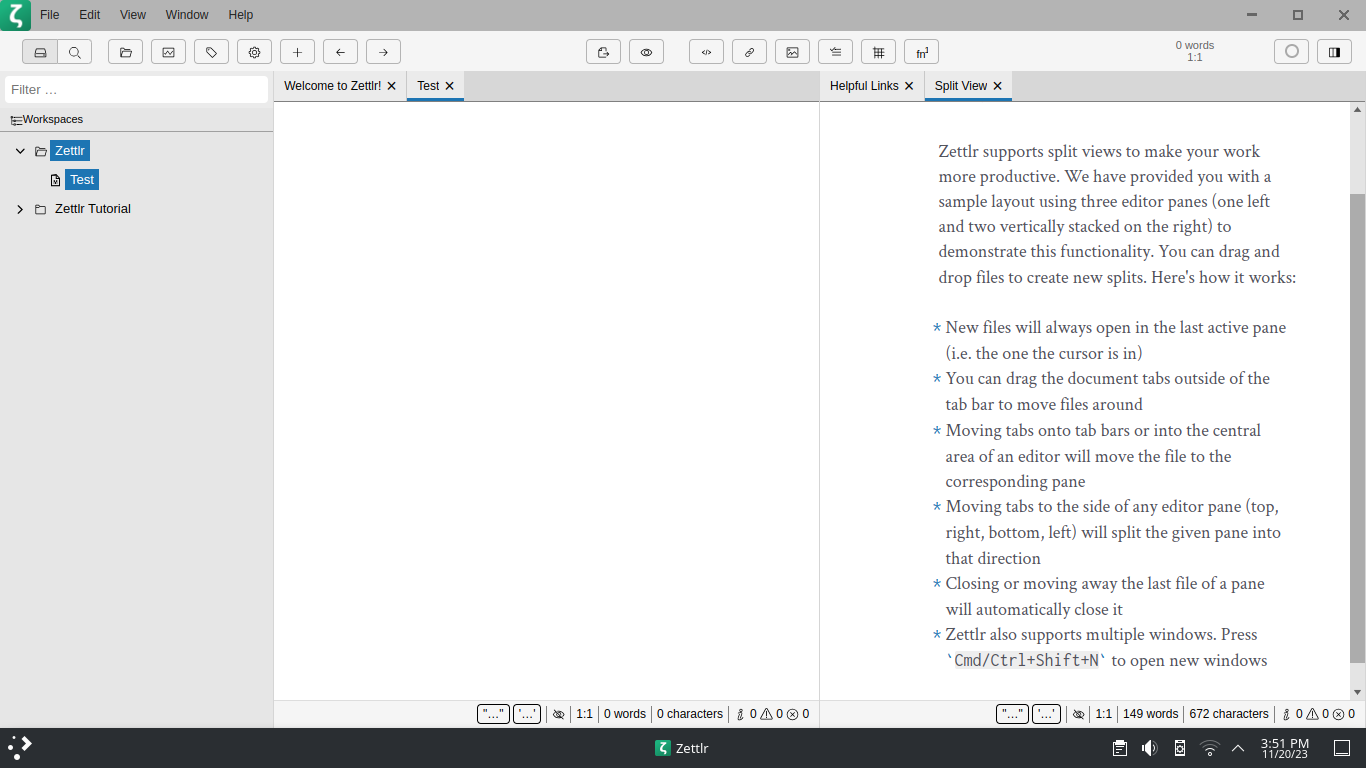 File Edit View Window Help
0 words
1:1
Filter …
Workspaces
Zettlr
Test
Zettlr Tutorial
Welcome to Zettlr!
Test
Helpful Links
Split View
Zettlr supports split views to make your work
more productive. We have provided you with a
sample layout using three editor panes (one left
and two vertically stacked on the right) to
demonstrate this functionality. You can drag and
drop files to create new splits. Here's how it works:
* New files will always open in the last active pane
(i.e. the one the cursor is in)
* You can drag the document tabs outside of the
tab bar to move files around
* Moving tabs onto tab bars or into the central
area of an editor will move the file to the
corresponding pane
* Moving tabs to the side of any editor pane (top,
right, bottom, left) will split the given pane into
that direction
* Closing or moving away the last file of a pane
will automatically close it
* Zettlr also supports multiple windows. Press
`Cmd/Ctrl+Shift+N` to open new windows
"…" '…' 1:1 0 words 0 characters 0 0 0
"…" '…' 1:1 149 words 672 characters 0 0 0
Zettlr
3:51 PM
11/20/23